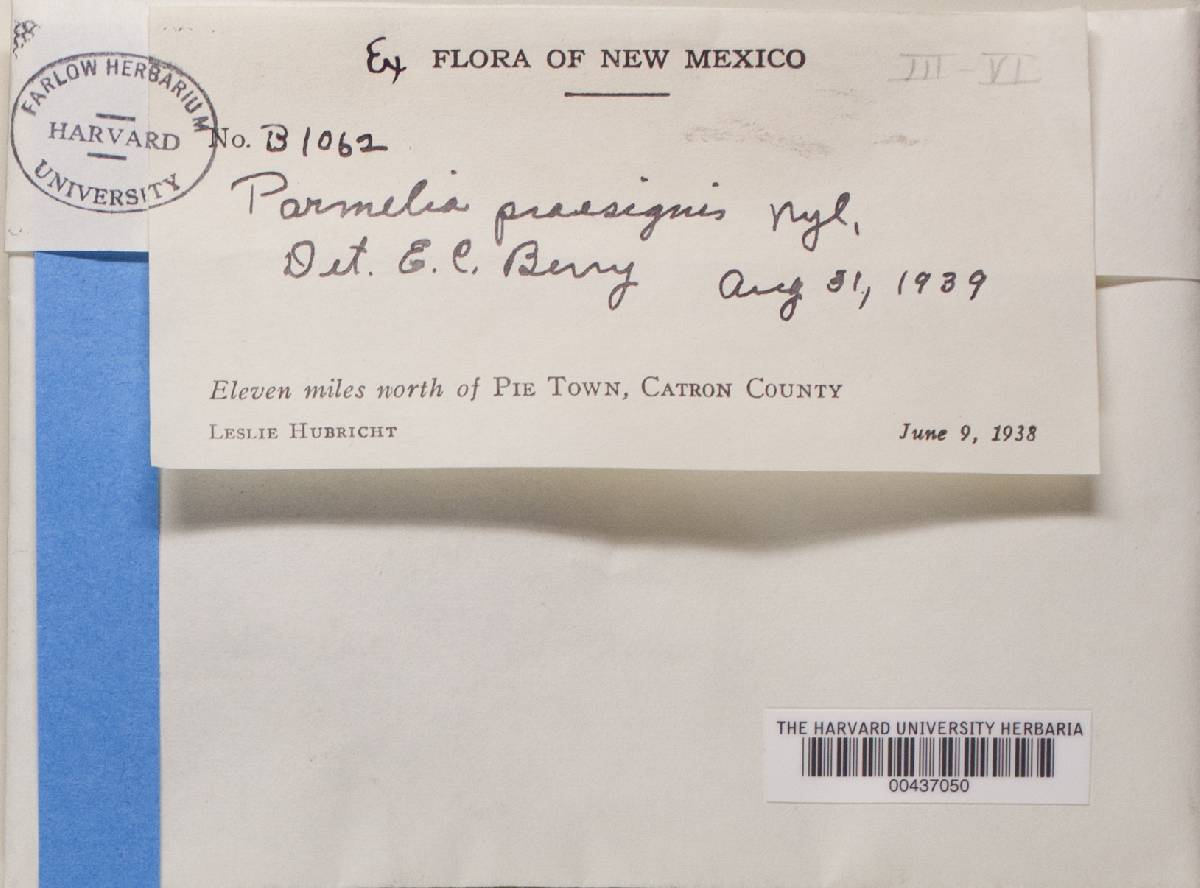 Ex FLORA OF NEW MEXICO
III-VI
FARLOW HERBARIUM
HARVARD
UNIVERSITY
No. B1062
Parmelia praesignis Nyl.
Det. E. C. Berry Aug 31, 1939
Eleven miles north of PIE TOWN, CATRON COUNTY
LESLIE HUBRICHT June 9, 1938
THE HARVARD UNIVERSITY HERBARIA
00437050